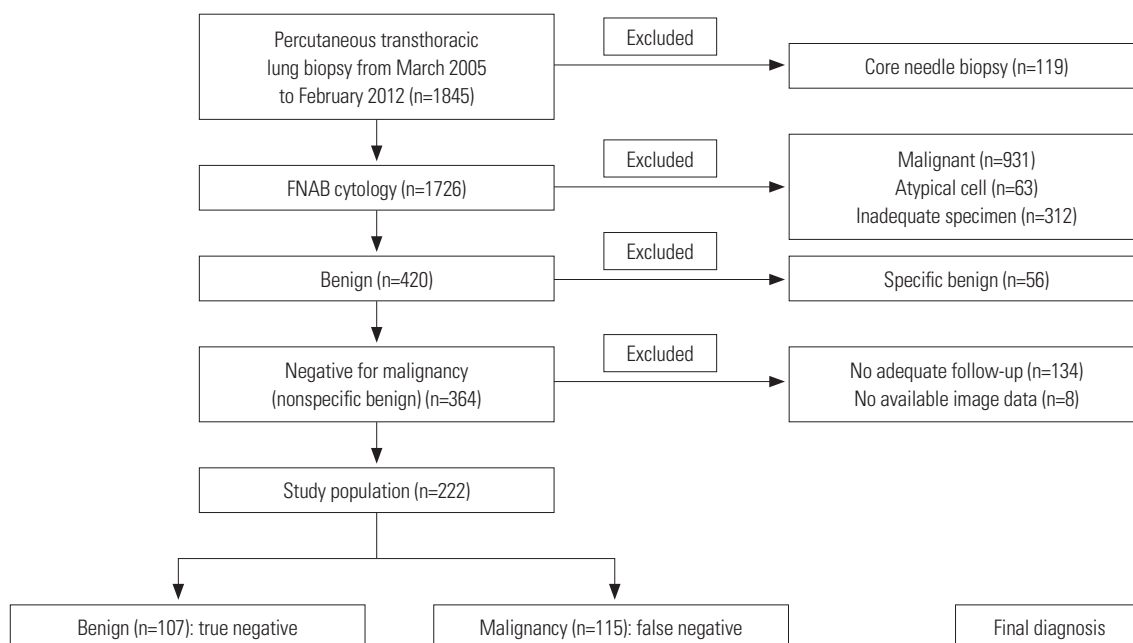 Percutaneous transthoracic
lung biopsy from March 2005
to February 2012 (n=1845)
Excluded
Core needle biopsy (n=119)
FNAB cytology (n=1726)
Excluded
Malignant (n=931)
Atypical cell (n=63)
Inadequate specimen (n=312)
Benign (n=420)
Excluded
Specific benign (n=56)
Negative for malignancy
(nonspecific benign) (n=364)
Excluded
No adequate follow-up (n=134)
No available image data (n=8)
Study population (n=222)
Benign (n=107): true negative
Malignancy (n=115): false negative
Final diagnosis